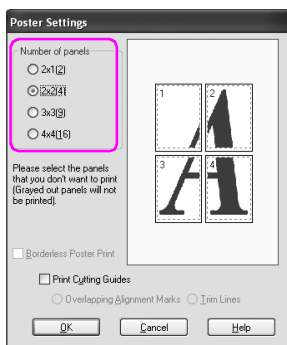 Poster Settings
Number of panels
2x1(2)
2x2(4)
3x3(9)
4x4(16)
1 2
3 4
A
Please select the panels
that you don't want to print
(Grayed out panels will not
be printed).
Borderless Poster Print
Print Cutting Guides
Overlapping Alignment Marks Trim Lines
OK Cancel Help